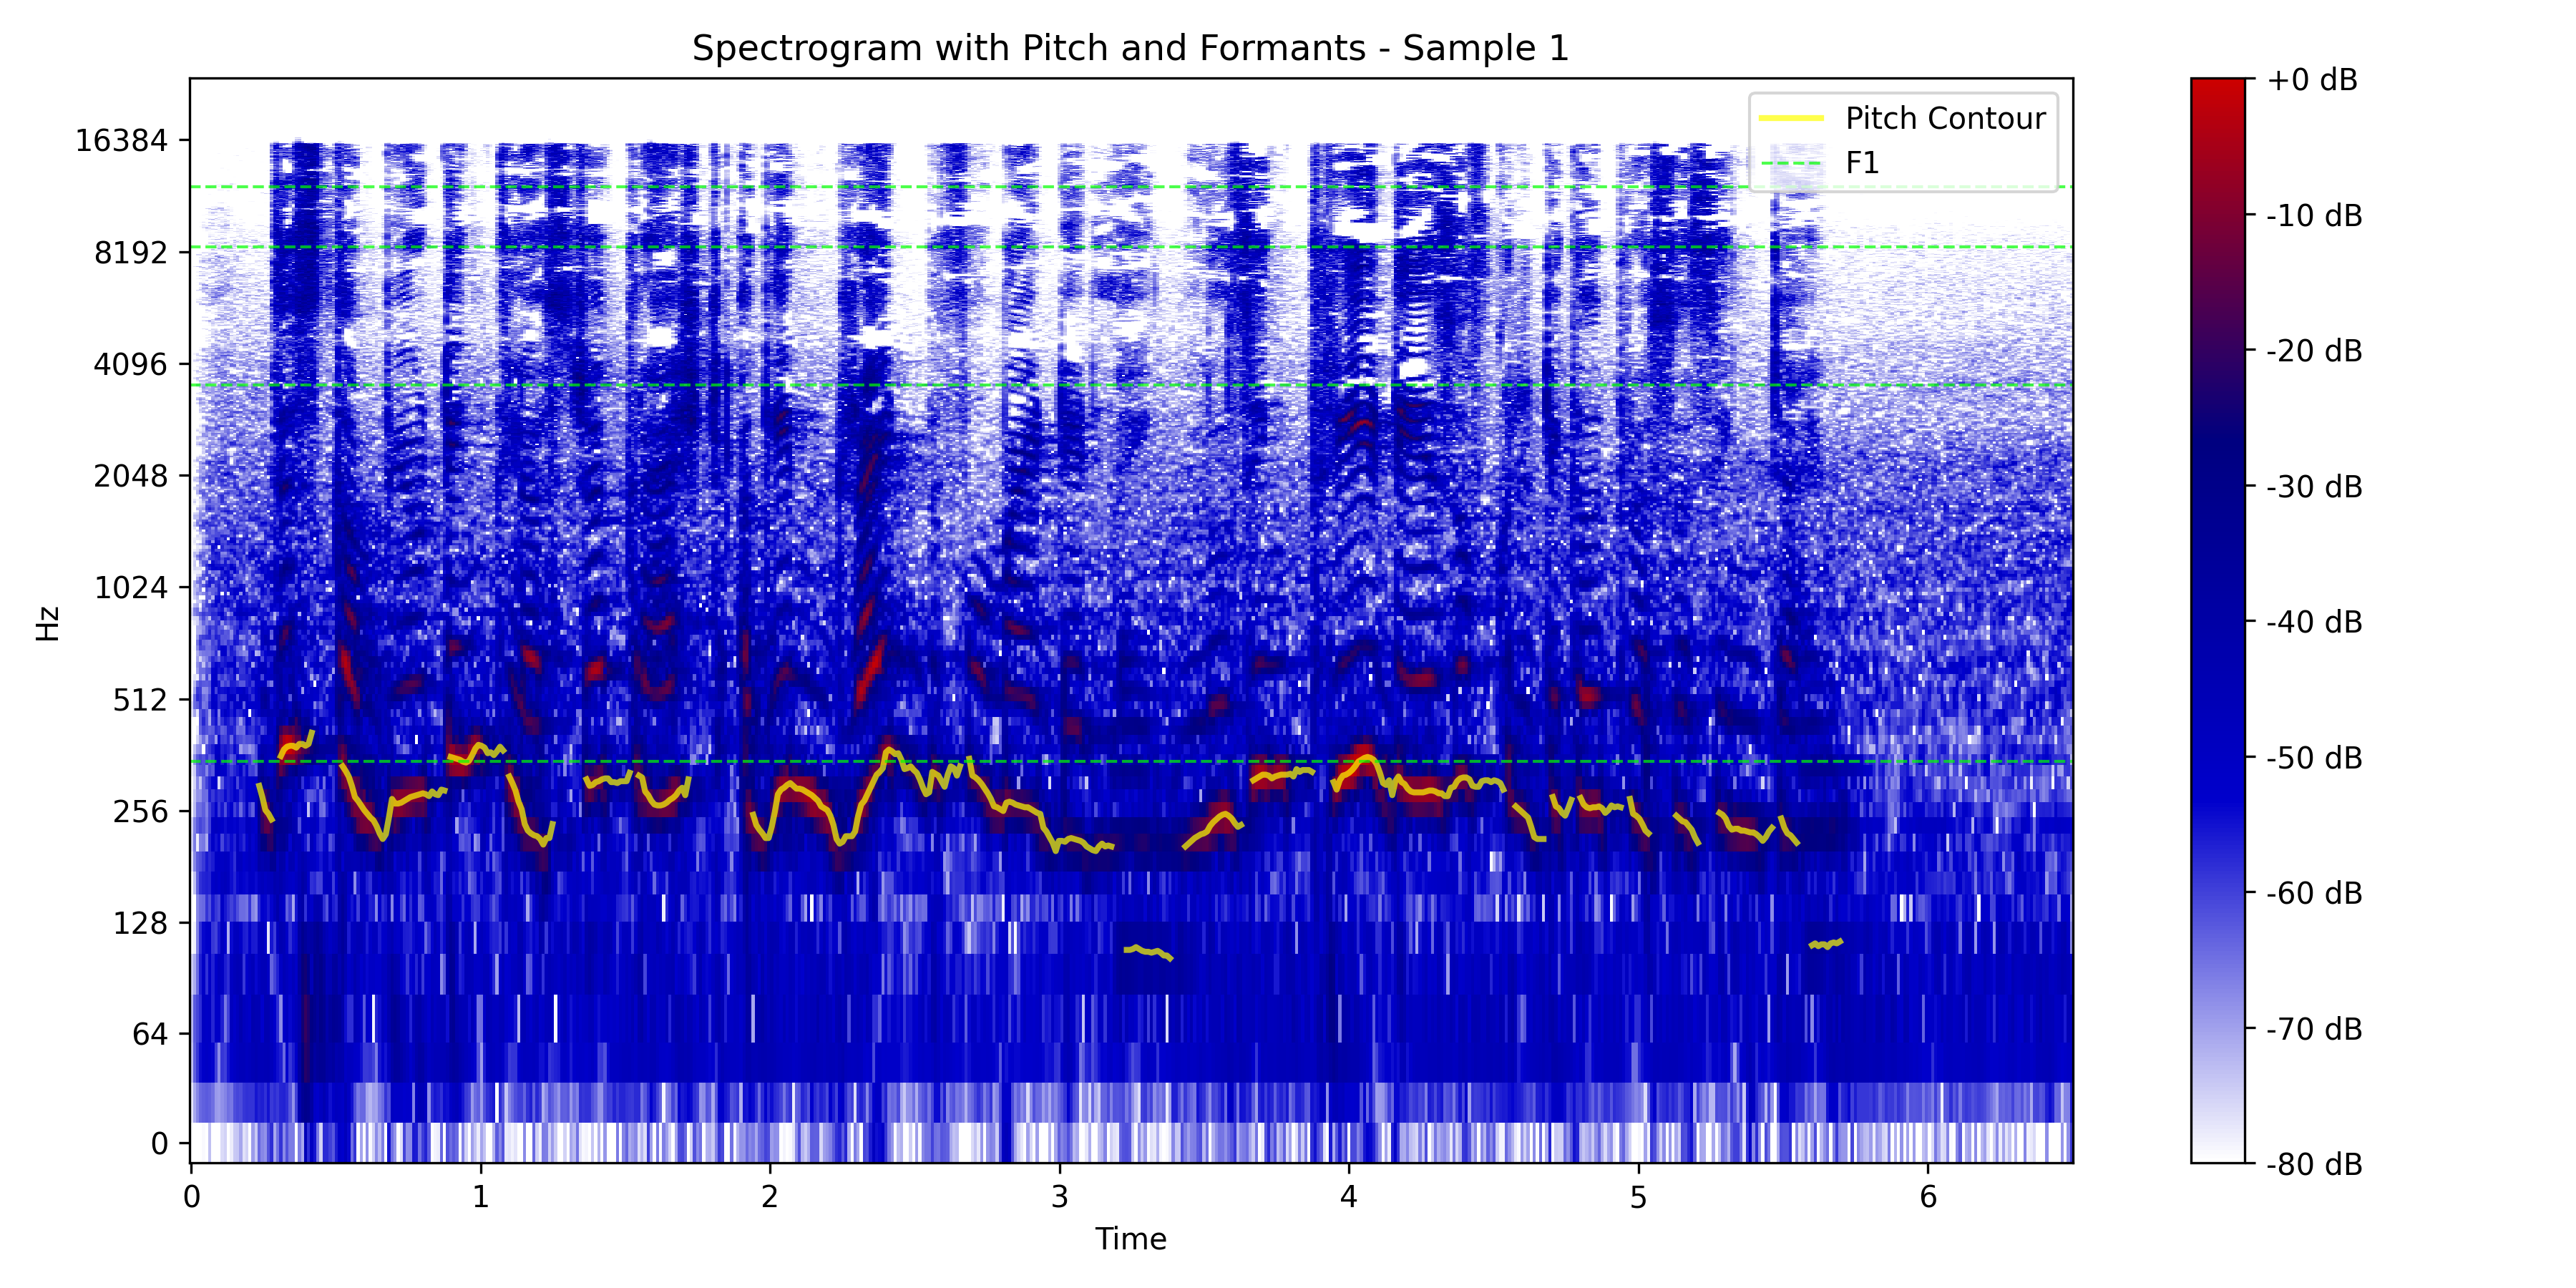 Spectrogram with Pitch and Formants - Sample 1
Pitch Contour
F1
Hz
16384
8192
4096
2048
1024
512
256
128
64
0
0 1 2 3 4 5 6
Time
+0 dB
-10 dB
-20 dB
-30 dB
-40 dB
-50 dB
-60 dB
-70 dB
-80 dB